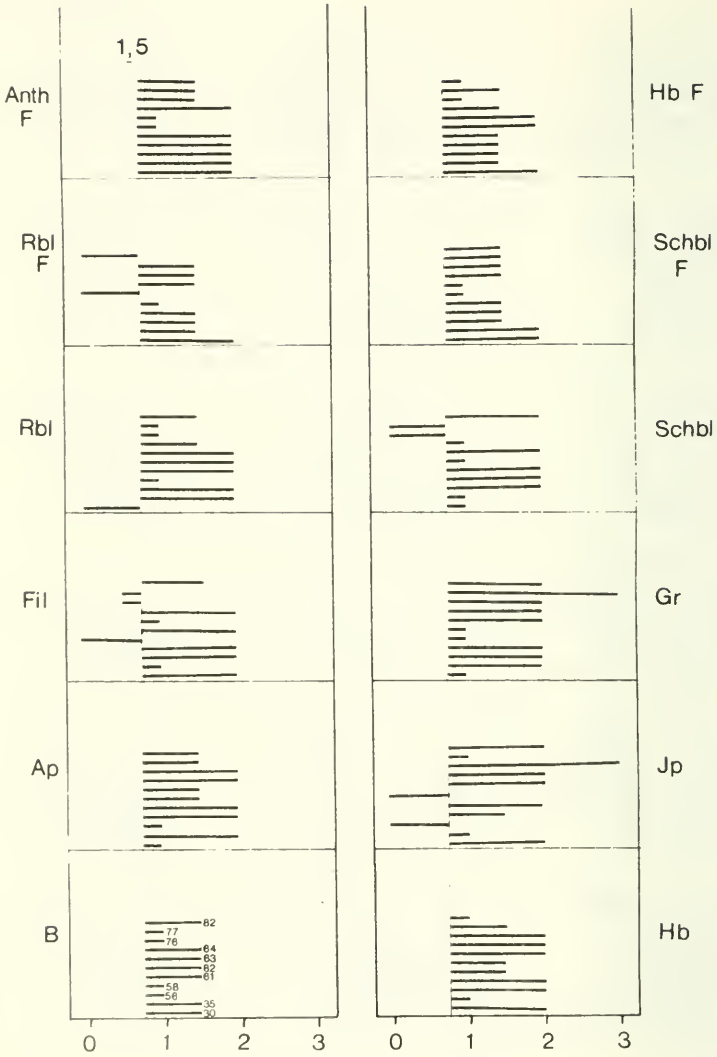 1,5
Anth F
Hb F
Rbl F
Schbl F
Rbl
Schbl
Fil
Gr
Ap
Jp
B
82
77
76
64
63
62
61
58
56
35
30
Hb
0 1 2 3
0 1 2 3